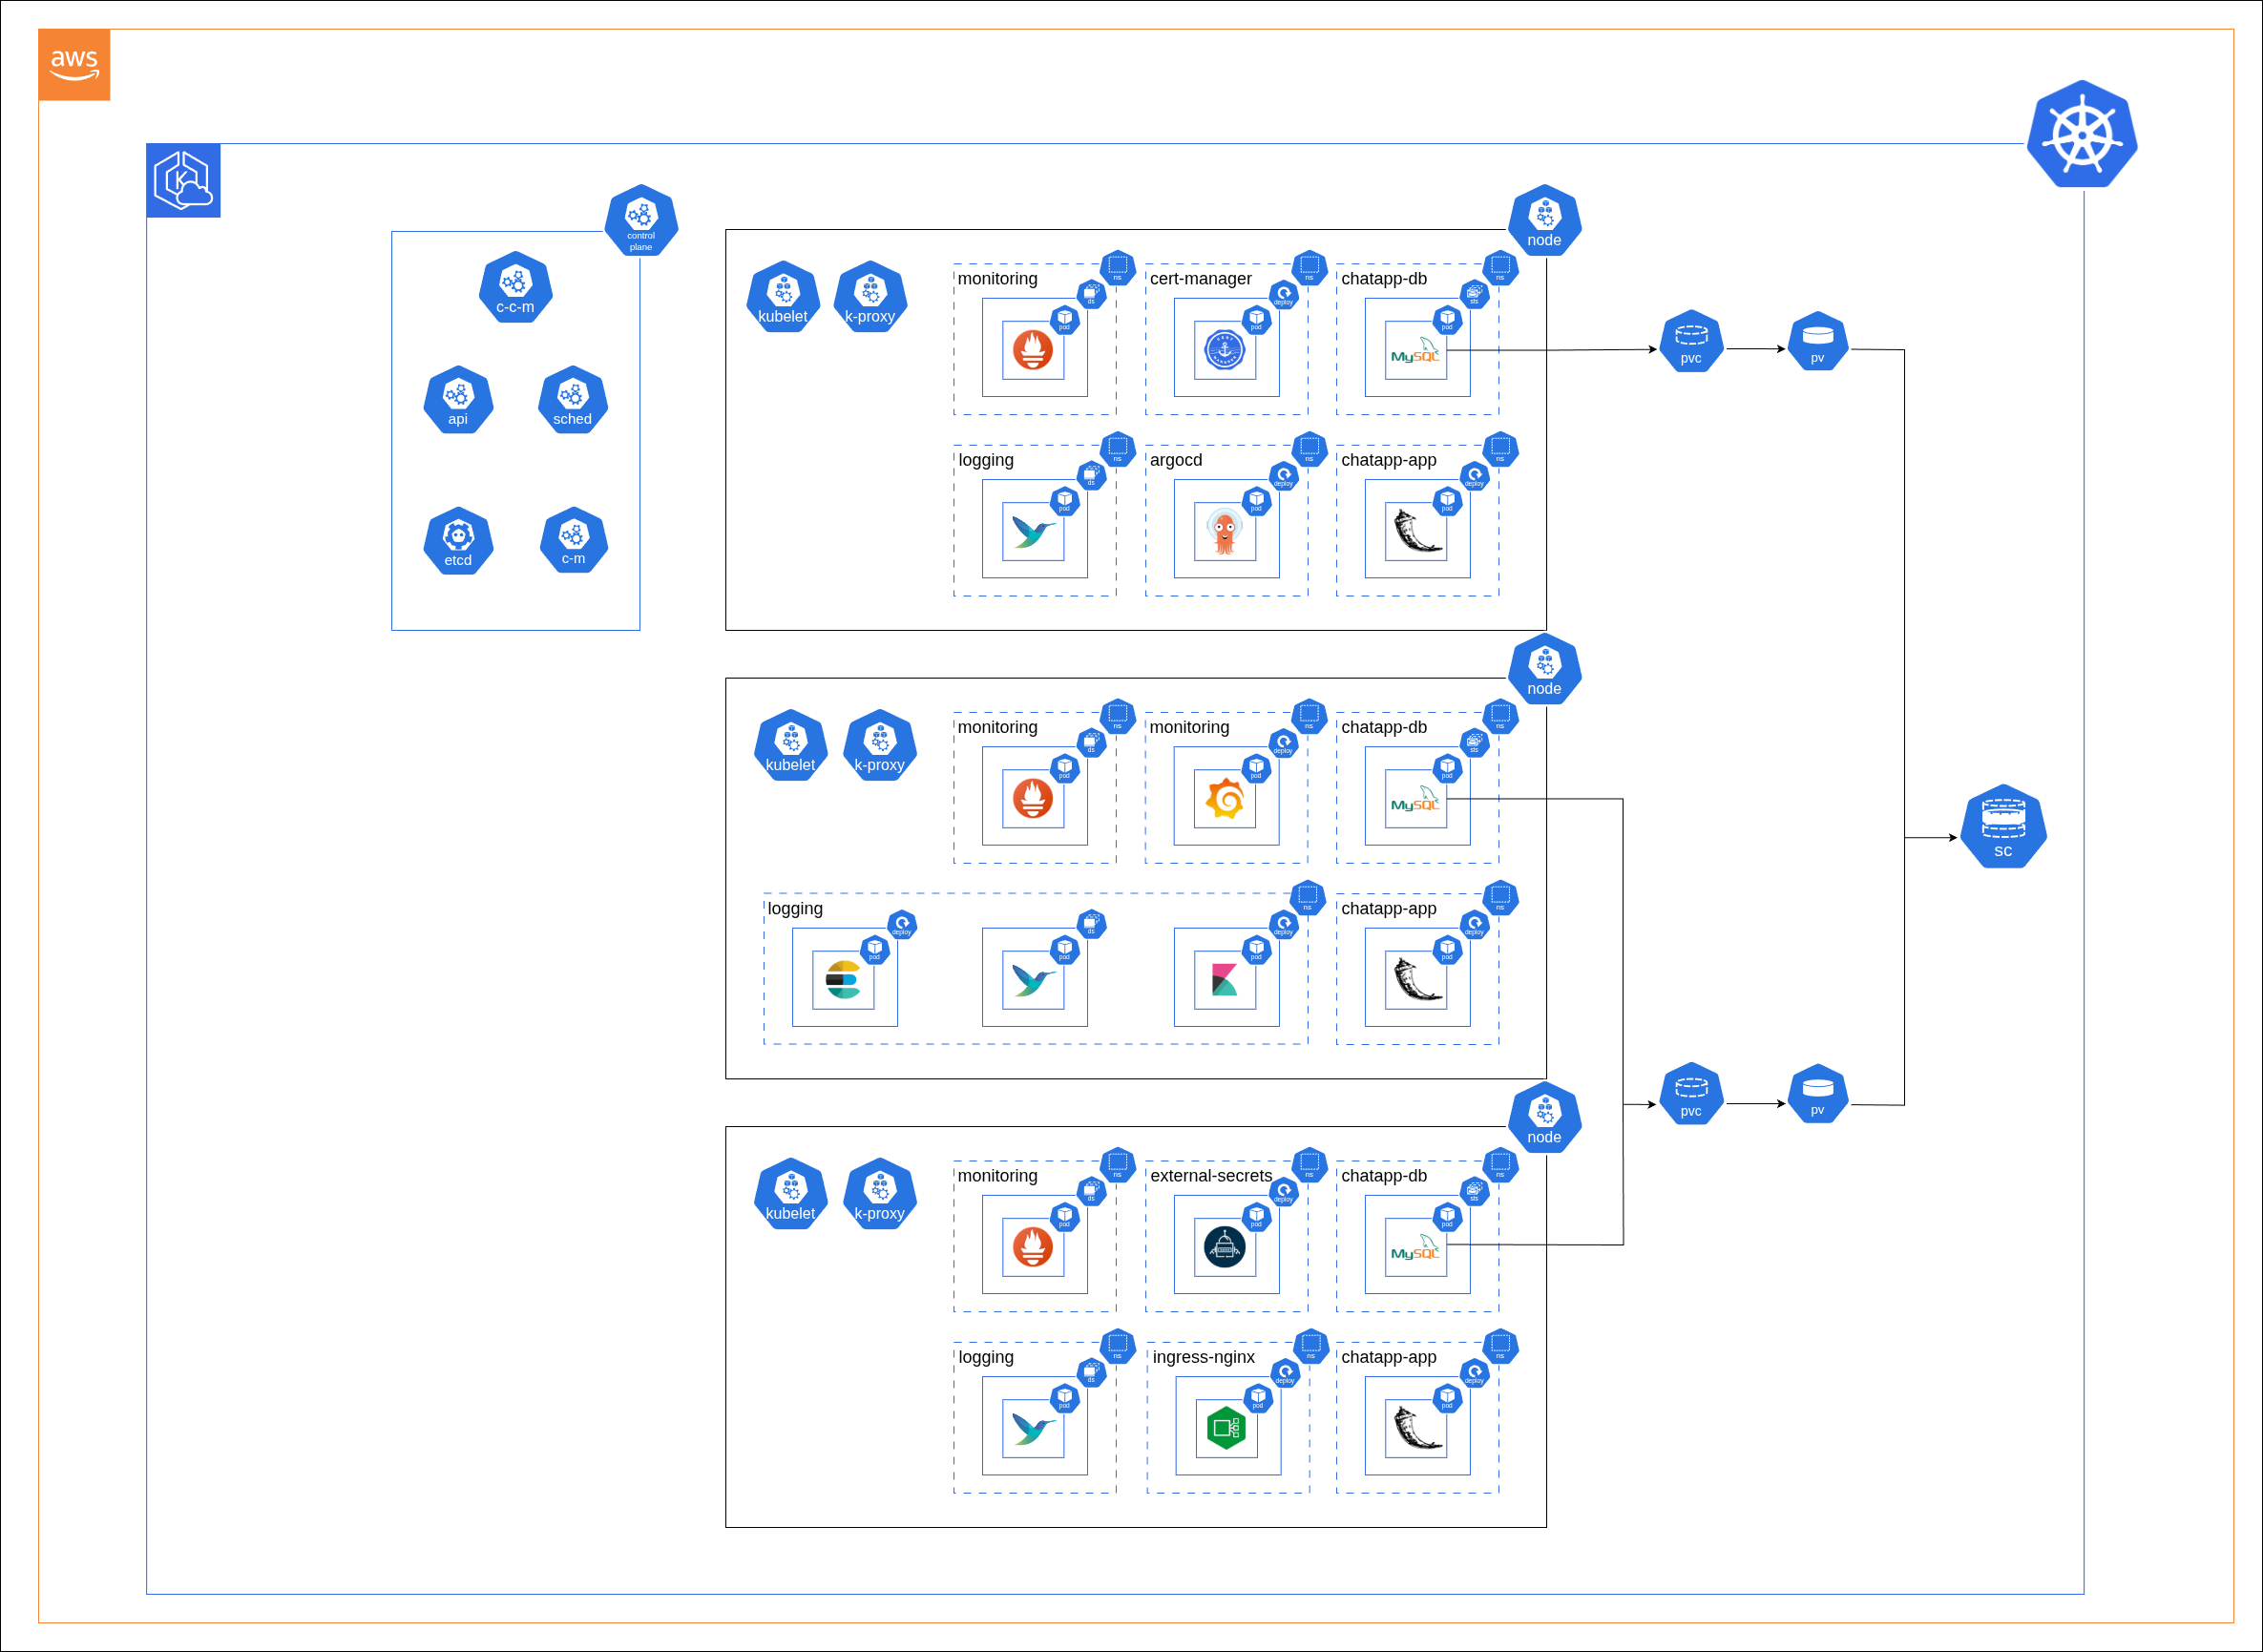 aws
control
plane
c-c-m
api
sched
etcd
c-m
node
kubelet
k-proxy
monitoring
ns
ds
pod
cert-manager
ns
deploy
pod
chatapp-db
ns
sts
pod
MySQL
logging
ns
ds
pod
argocd
ns
deploy
pod
chatapp-app
ns
deploy
pod
pvc
pv
node
kubelet
k-proxy
monitoring
ns
ds
pod
monitoring
ns
deploy
pod
chatapp-db
ns
sts
pod
MySQL
logging
deploy
pod
ds
pod
ns
deploy
pod
chatapp-app
ns
deploy
pod
sc
node
kubelet
k-proxy
monitoring
ns
ds
pod
external-secrets
ns
deploy
pod
chatapp-db
ns
sts
pod
MySQL
logging
ns
ds
pod
ingress-nginx
ns
deploy
pod
chatapp-app
ns
deploy
pod
pvc
pv